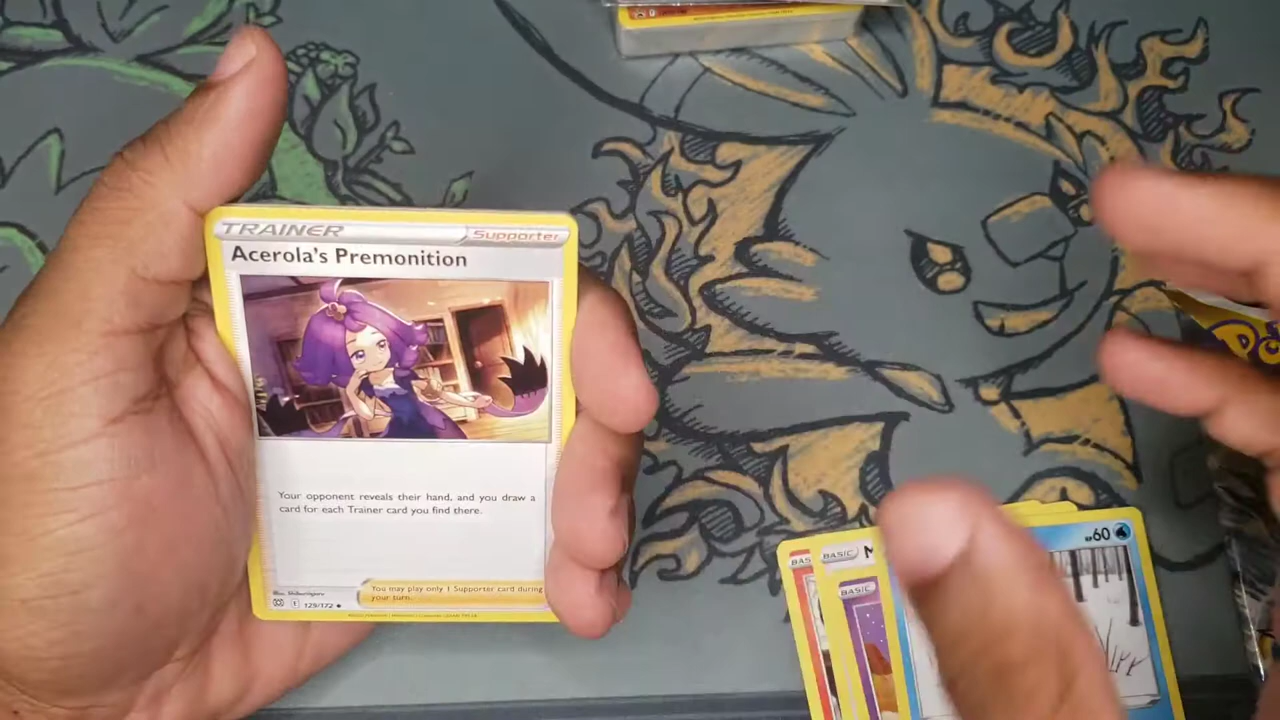 TRAINER Supporter
Acerola's Premonition
Your opponent reveals their hand, and you draw a
card for each Trainer card you find there.
You may play only 1 Supporter card during
your turn.
129/172
BASIC
BASIC
60